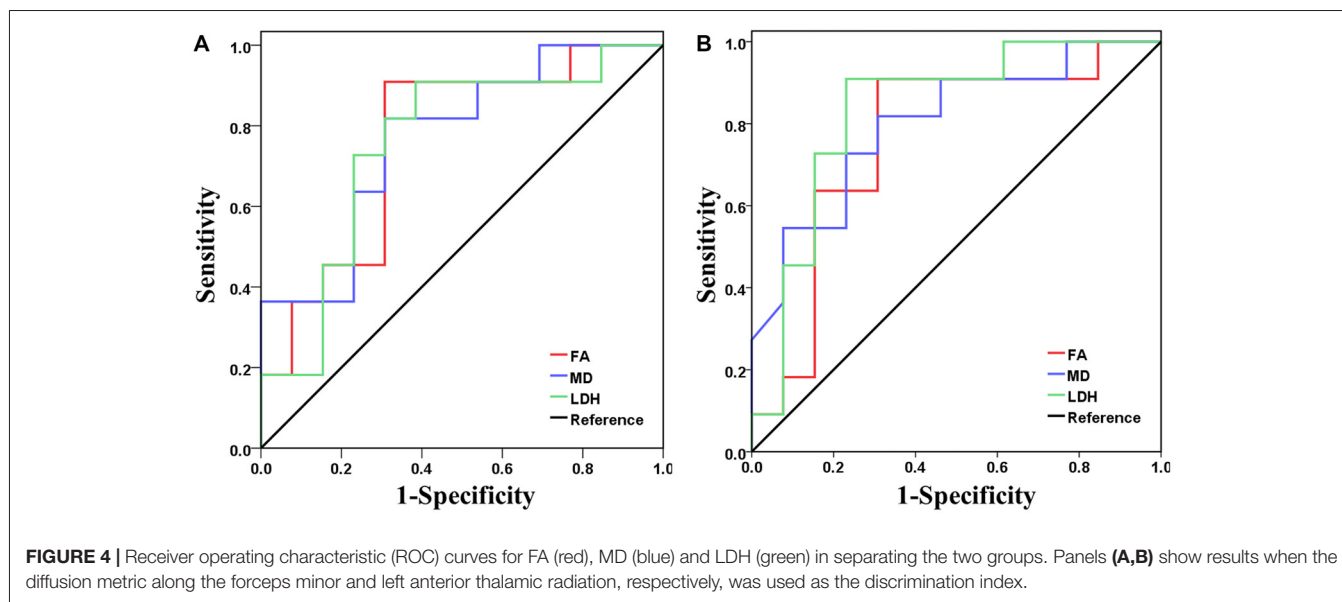 A
1.0
0.8
0.6
0.4
0.2
0.0
Sensitivity
0.0 0.2 0.4 0.6 0.8 1.0
1-Specificity
FA
MD
LDH
Reference
B
1.0
0.8
0.6
0.4
0.2
0.0
Sensitivity
0.0 0.2 0.4 0.6 0.8 1.0
1-Specificity
FA
MD
LDH
Reference
FIGURE 4 | Receiver operating characteristic (ROC) curves for FA (red), MD (blue) and LDH (green) in separating the two groups. Panels (A,B) show results when the
diffusion metric along the forceps minor and left anterior thalamic radiation, respectively, was used as the discrimination index.